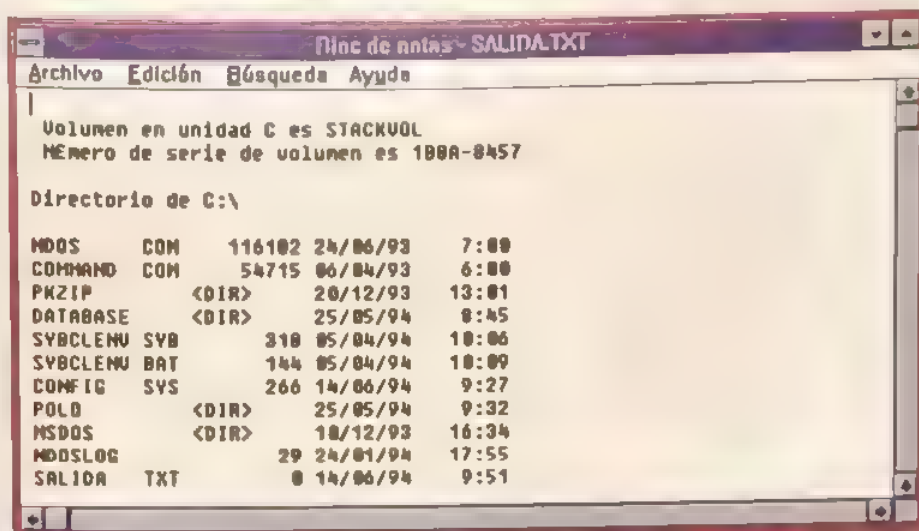 Bloc de notas - SALIDA.TXT
Archivo Edición Búsqueda Ayuda
Volumen en unidad C es STACKVOL
NEmero de serie de volumen es 1BBA-8457
Directorio de C:\
MDOS COM 116102 24/06/93 7:00
COMMAND COM 54715 06/04/93 6:00
PKZIP <DIR> 20/12/93 13:01
DATABASE <DIR> 25/05/94 8:45
SYBCLENV SYB 310 05/04/94 10:06
SYBCLENV BAT 144 05/04/94 10:09
CONFIG SYS 266 14/06/94 9:27
POLO <DIR> 25/05/94 9:32
MSDOS <DIR> 10/12/93 16:34
MDOSLOG 29 24/01/94 17:55
SALIDA TXT 0 14/06/94 9:51